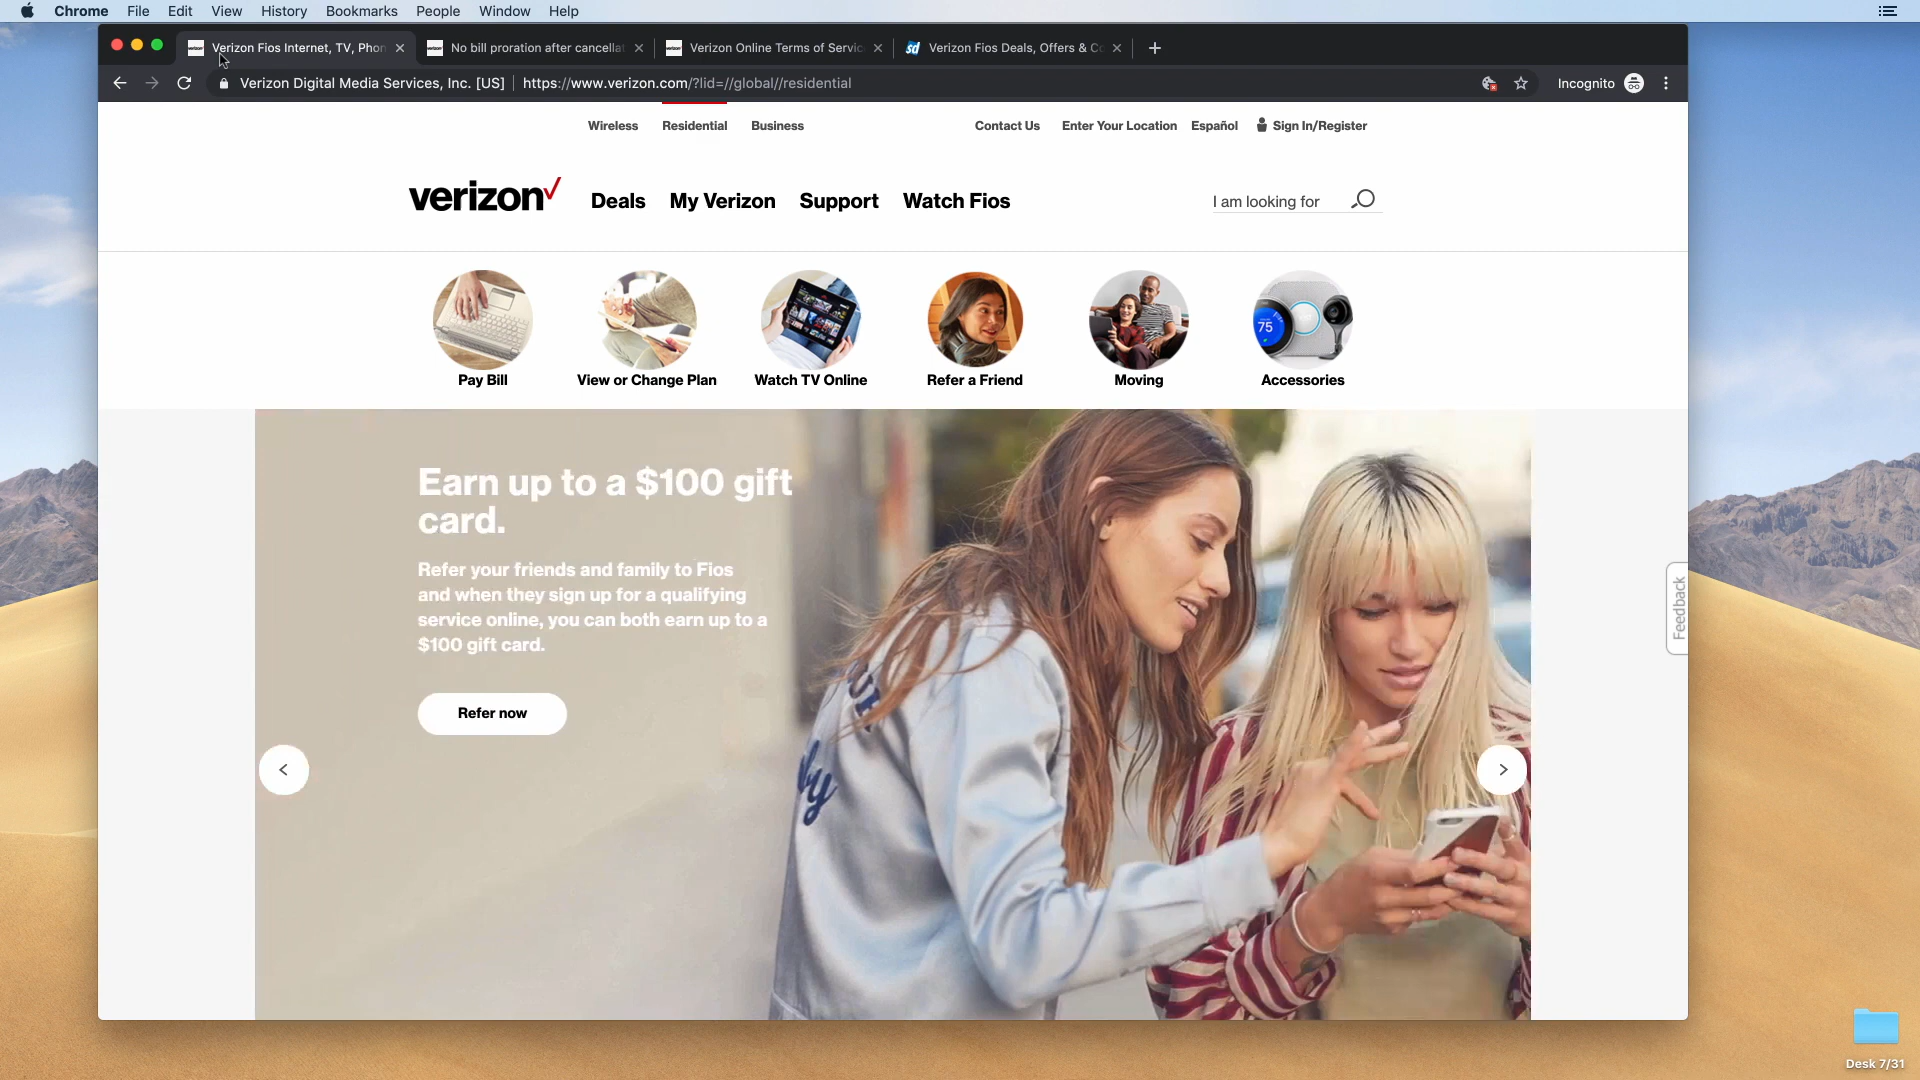 Chrome File Edit View History Bookmarks People Window Help
Verizon Fios Internet, TV, Phon
No bill proration after cancellat
Verizon Online Terms of Servic
Verizon Fios Deals, Offers & Co
Verizon Digital Media Services, Inc. [US] https://www.verizon.com/?lid=//global//residential
Incognito
Wireless Residential Business
Contact Us Enter Your Location Español Sign In/Register
verizon
Deals My Verizon Support Watch Fios
I am looking for
75
Pay Bill View or Change Plan Watch TV Online Refer a Friend Moving Accessories
Earn up to a $100 gift
card.
Refer your friends and family to Fios
and when they sign up for a qualifying
service online, you can both earn up to a
$100 gift card.
Refer now
Feedback
Desk 7/31